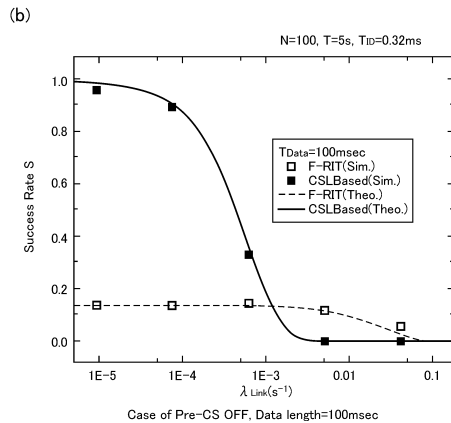 (b)
N=100, T=5s, TID=0.32ms
Success Rate S
1.0
0.8
0.6
0.4
0.2
0.0
TData=100msec
F-RIT(Sim.)
CSLBased(Sim.)
F-RIT(Theo.)
CSLBased(Theo.)
1E-5 1E-4 1E-3 0.01 0.1
λ Link(s⁻¹)
Case of Pre-CS OFF, Data length=100msec